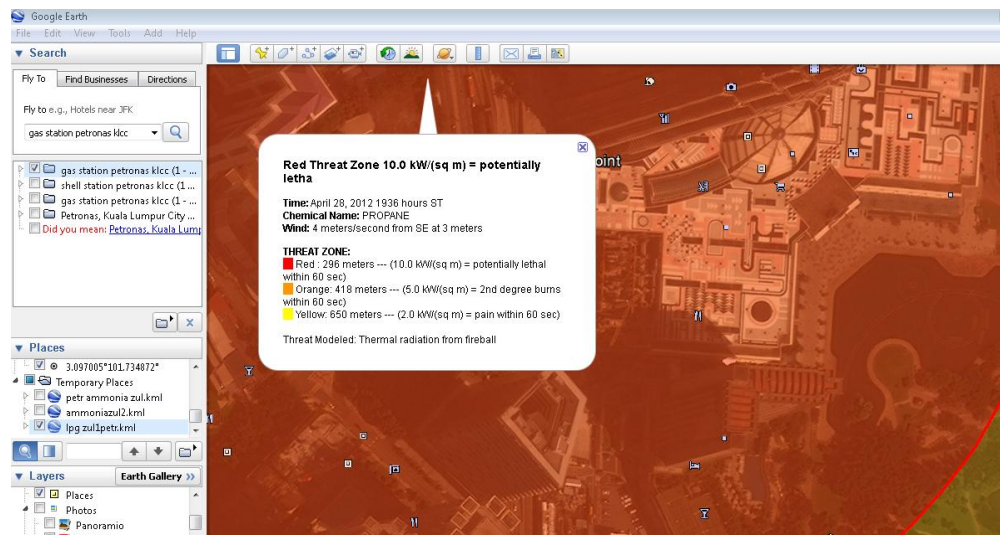 Google Earth
File Edit View Tools Add Help
Search
Fly To Find Businesses Directions
Fly to e.g., Hotels near JFK
gas station petronas klcc
gas station petronas klcc (1 - ...
shell station petronas klcc (1 ...
gas station petronas klcc (1 - ...
Petronas, Kuala Lumpur City ...
Did you mean: Petronas, Kuala Lump
Places
3.097005°101.734872°
Temporary Places
petr ammonia zul.kml
ammoniazul2.kml
lpg zul1petr.kml
Layers
Earth Gallery >>
Places
Photos
Panoramio
Red Threat Zone 10.0 kW/(sq m) = potentially
letha
Time: April 28, 2012 1936 hours ST
Chemical Name: PROPANE
Wind: 4 meters/second from SE at 3 meters
THREAT ZONE:
Red : 296 meters --- (10.0 kW/(sq m) = potentially lethal
within 60 sec)
Orange: 418 meters --- (5.0 kW/(sq m) = 2nd degree burns
within 60 sec)
Yellow: 650 meters --- (2.0 kW/(sq m) = pain within 60 sec)
Threat Modeled: Thermal radiation from fireball
point